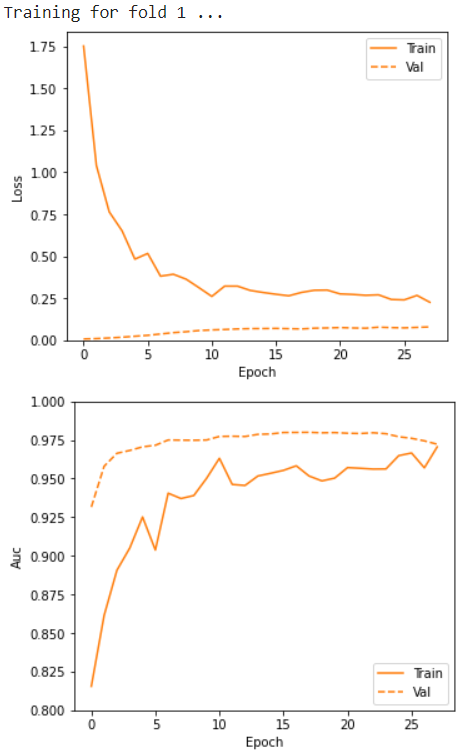 Training for fold 1 ...
Train
Val
1.75
1.50
1.25
1.00
0.75
0.50
0.25
0.00
Loss
0 5 10 15 20 25
Epoch
1.000
0.975
0.950
0.925
0.900
0.875
0.850
0.825
0.800
Auc
Train
Val
0 5 10 15 20 25
Epoch